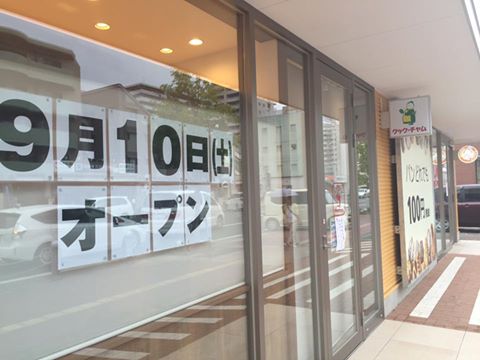 9月10日(土)
オープン
クック・チャム
パンどれでも
100円